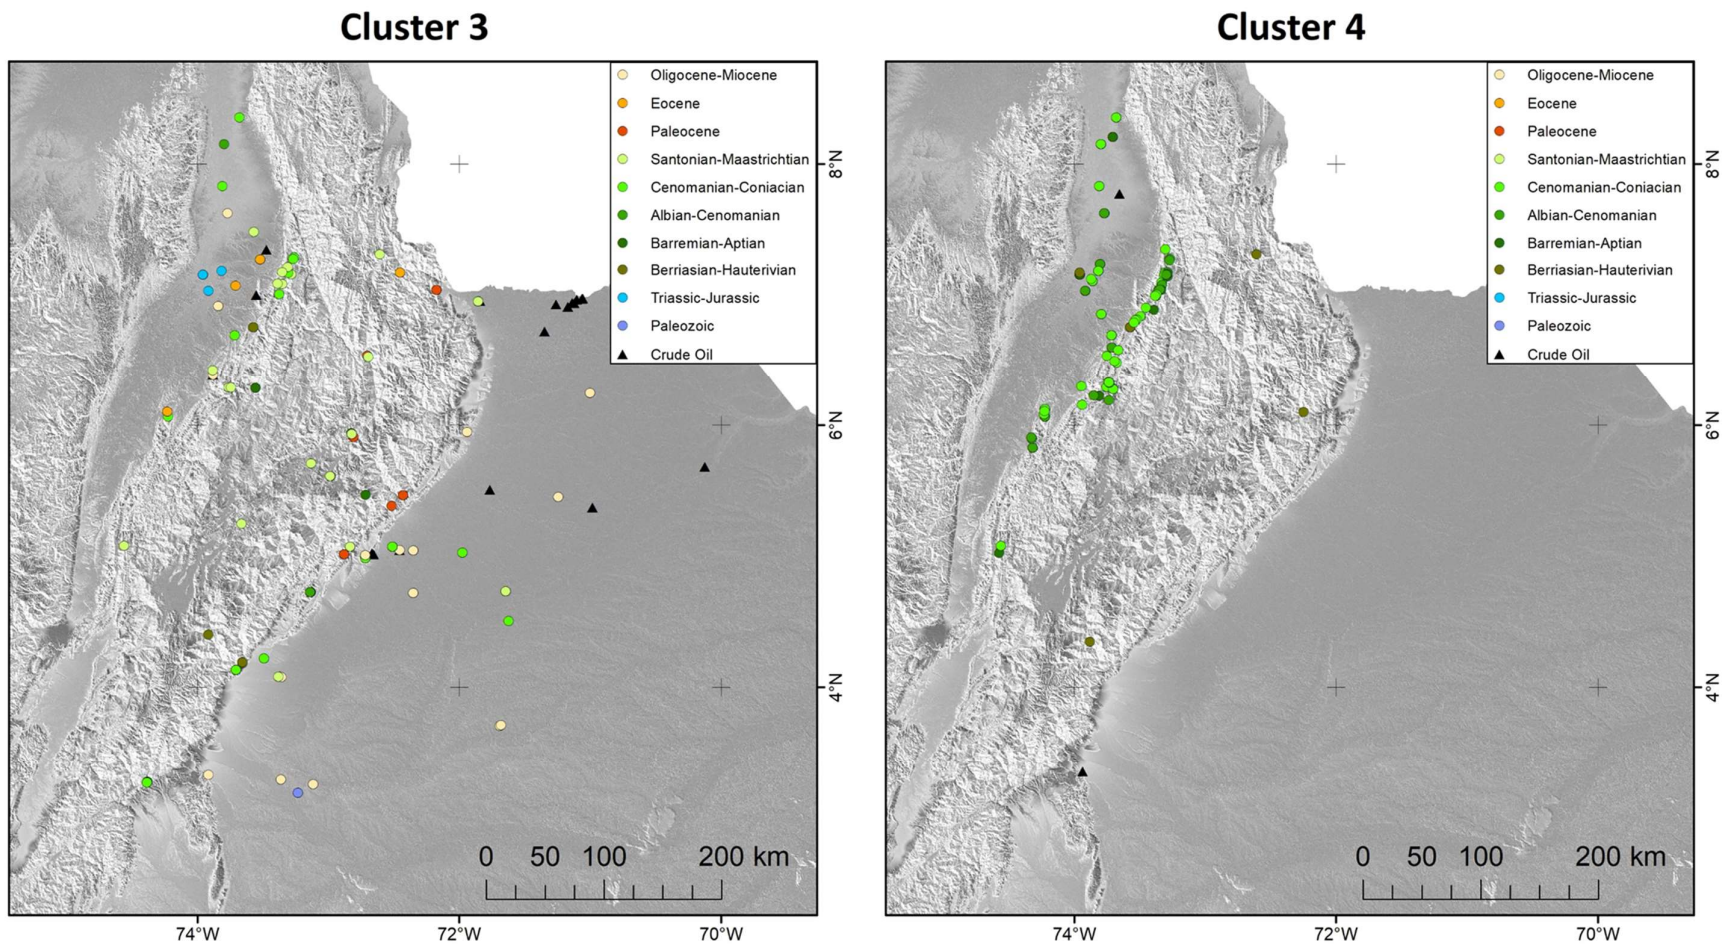 Cluster 3
Oligocene-Miocene
Eocene
Paleocene
Santonian-Maastrichtian
Cenomanian-Coniacian
Albian-Cenomanian
Barremian-Aptian
Berriasian-Hauterivian
Triassic-Jurassic
Paleozoic
Crude Oil
8°N
6°N
4°N
0 50 100 200 km
74°W 72°W 70°W
Cluster 4
Oligocene-Miocene
Eocene
Paleocene
Santonian-Maastrichtian
Cenomanian-Coniacian
Albian-Cenomanian
Barremian-Aptian
Berriasian-Hauterivian
Triassic-Jurassic
Paleozoic
Crude Oil
8°N
6°N
4°N
0 50 100 200 km
74°W 72°W 70°W